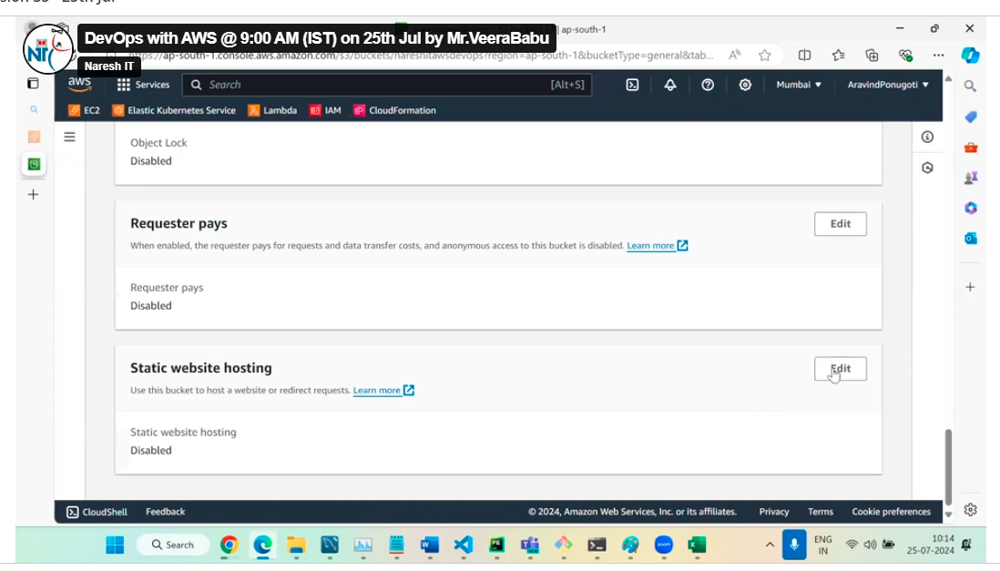 DevOps with AWS @ 9:00 AM (IST) on 25th Jul by Mr.VeeraBabu
ap-south-1
Naresh IT
https://ap-south-1.console.aws.amazon.com/s3/buckets/nareshitawsdevops?region=ap-south-1&bucketType=general&tab...
aws
Services
Search
[Alt+S]
Mumbai
AravindPonugoti
EC2
Elastic Kubernetes Service
Lambda
IAM
CloudFormation
Object Lock
Disabled
Requester pays
Edit
When enabled, the requester pays for requests and data transfer costs, and anonymous access to this bucket is disabled. Learn more
Requester pays
Disabled
Static website hosting
Edit
Use this bucket to host a website or redirect requests. Learn more
Static website hosting
Disabled
CloudShell
Feedback
© 2024, Amazon Web Services, Inc. or its affiliates.
Privacy
Terms
Cookie preferences
Search
ENG
IN
10:14
25-07-2024